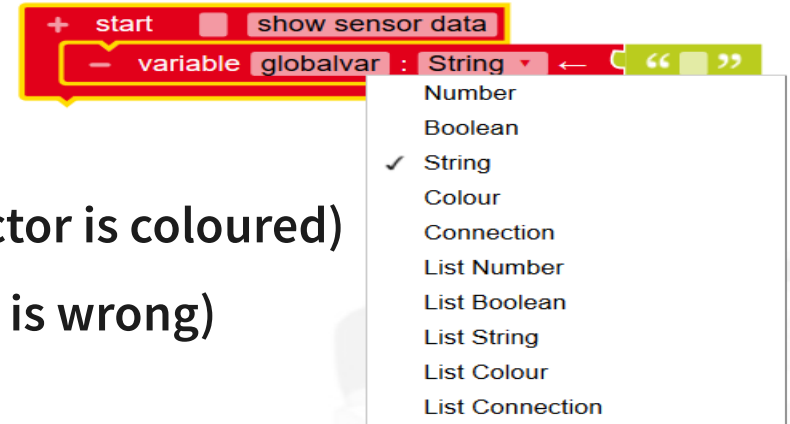 + start show sensor data
− variable globalvar : String ▾ ← “ ”
Number
Boolean
✓ String
Colour
Connection
List Number
List Boolean
List String
List Colour
List Connection
ctor is coloured)
is wrong)